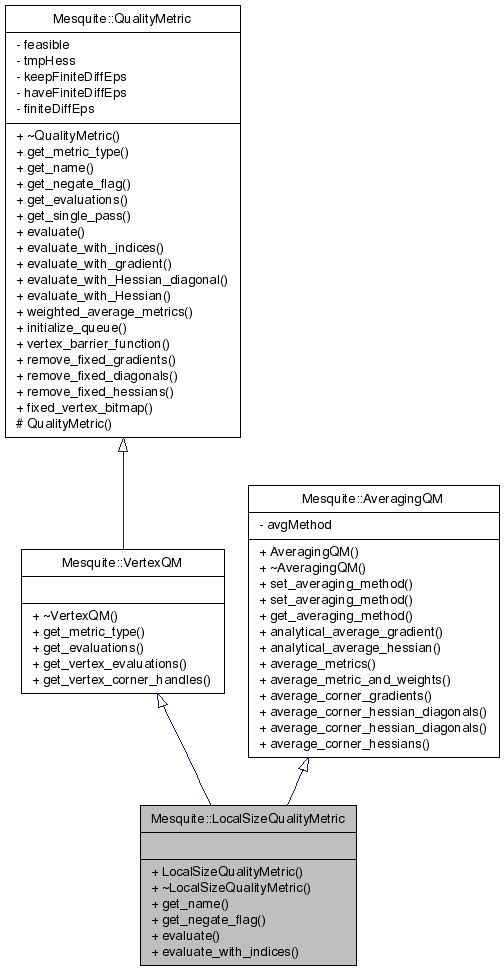 Mesquite::QualityMetric
- feasible
- tmpHess
- keepFiniteDiffEps
- haveFiniteDiffEps
- finiteDiffEps
+ ~QualityMetric()
+ get_metric_type()
+ get_name()
+ get_negate_flag()
+ get_evaluations()
+ get_single_pass()
+ evaluate()
+ evaluate_with_indices()
+ evaluate_with_gradient()
+ evaluate_with_Hessian_diagonal()
+ evaluate_with_Hessian()
+ weighted_average_metrics()
+ initialize_queue()
+ vertex_barrier_function()
+ remove_fixed_gradients()
+ remove_fixed_diagonals()
+ remove_fixed_hessians()
+ fixed_vertex_bitmap()
# QualityMetric()
Mesquite::AveragingQM
- avgMethod
+ AveragingQM()
+ ~AveragingQM()
+ set_averaging_method()
+ set_averaging_method()
+ get_averaging_method()
+ analytical_average_gradient()
+ analytical_average_hessian()
+ average_metrics()
+ average_metric_and_weights()
+ average_corner_gradients()
+ average_corner_hessian_diagonals()
+ average_corner_hessian_diagonals()
+ average_corner_hessians()
Mesquite::VertexQM
+ ~VertexQM()
+ get_metric_type()
+ get_evaluations()
+ get_vertex_evaluations()
+ get_vertex_corner_handles()
Mesquite::LocalSizeQualityMetric
+ LocalSizeQualityMetric()
+ ~LocalSizeQualityMetric()
+ get_name()
+ get_negate_flag()
+ evaluate()
+ evaluate_with_indices()